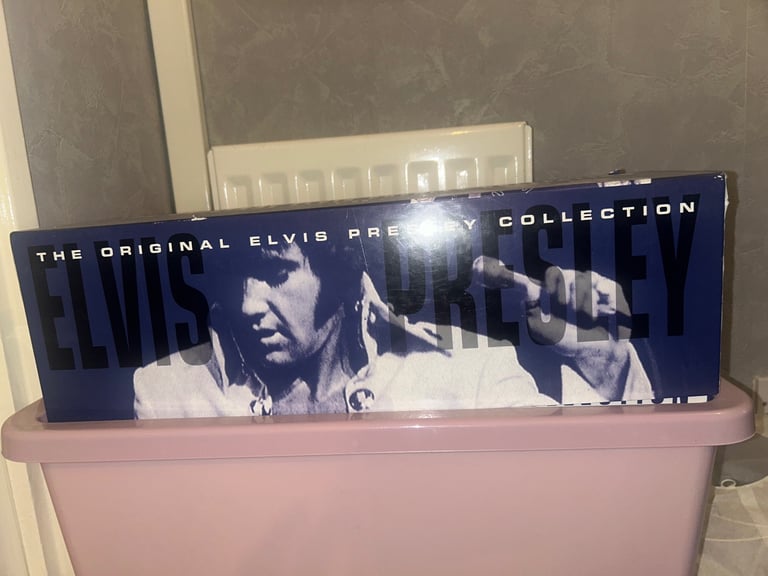 THE ORIGINAL ELVIS PRESLEY COLLECTION
ELVIS PRESLEY